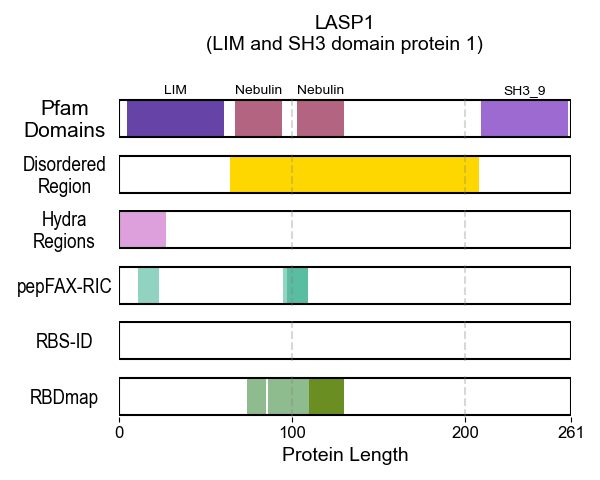 LASP1
(LIM and SH3 domain protein 1)
LIM Nebulin Nebulin SH3_9
Pfam
Domains
Disordered
Region
Hydra
Regions
pepFAX-RIC
RBS-ID
RBDmap
0 100 200 261
Protein Length